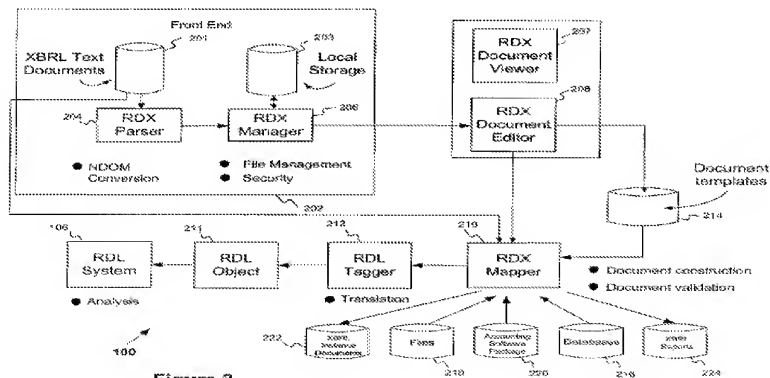 Front End
201
203
XBRL Text
Documents
Local
Storage
204
RDX
Parser
RDX
Manager
206
NDOM
Conversion
File Management
Security
202
RDX
Document
Viewer
207
RDX
Document
Editor
208
Document
templates
214
106
RDL
System
Analysis
211
RDL
Object
212
RDL
Tagger
Translation
210
RDX
Mapper
Document construction
Document validation
100
222
XBRL
Instance
Documents
Files
218
Accounting
Software
Package
220
Databases
216
Reports
224